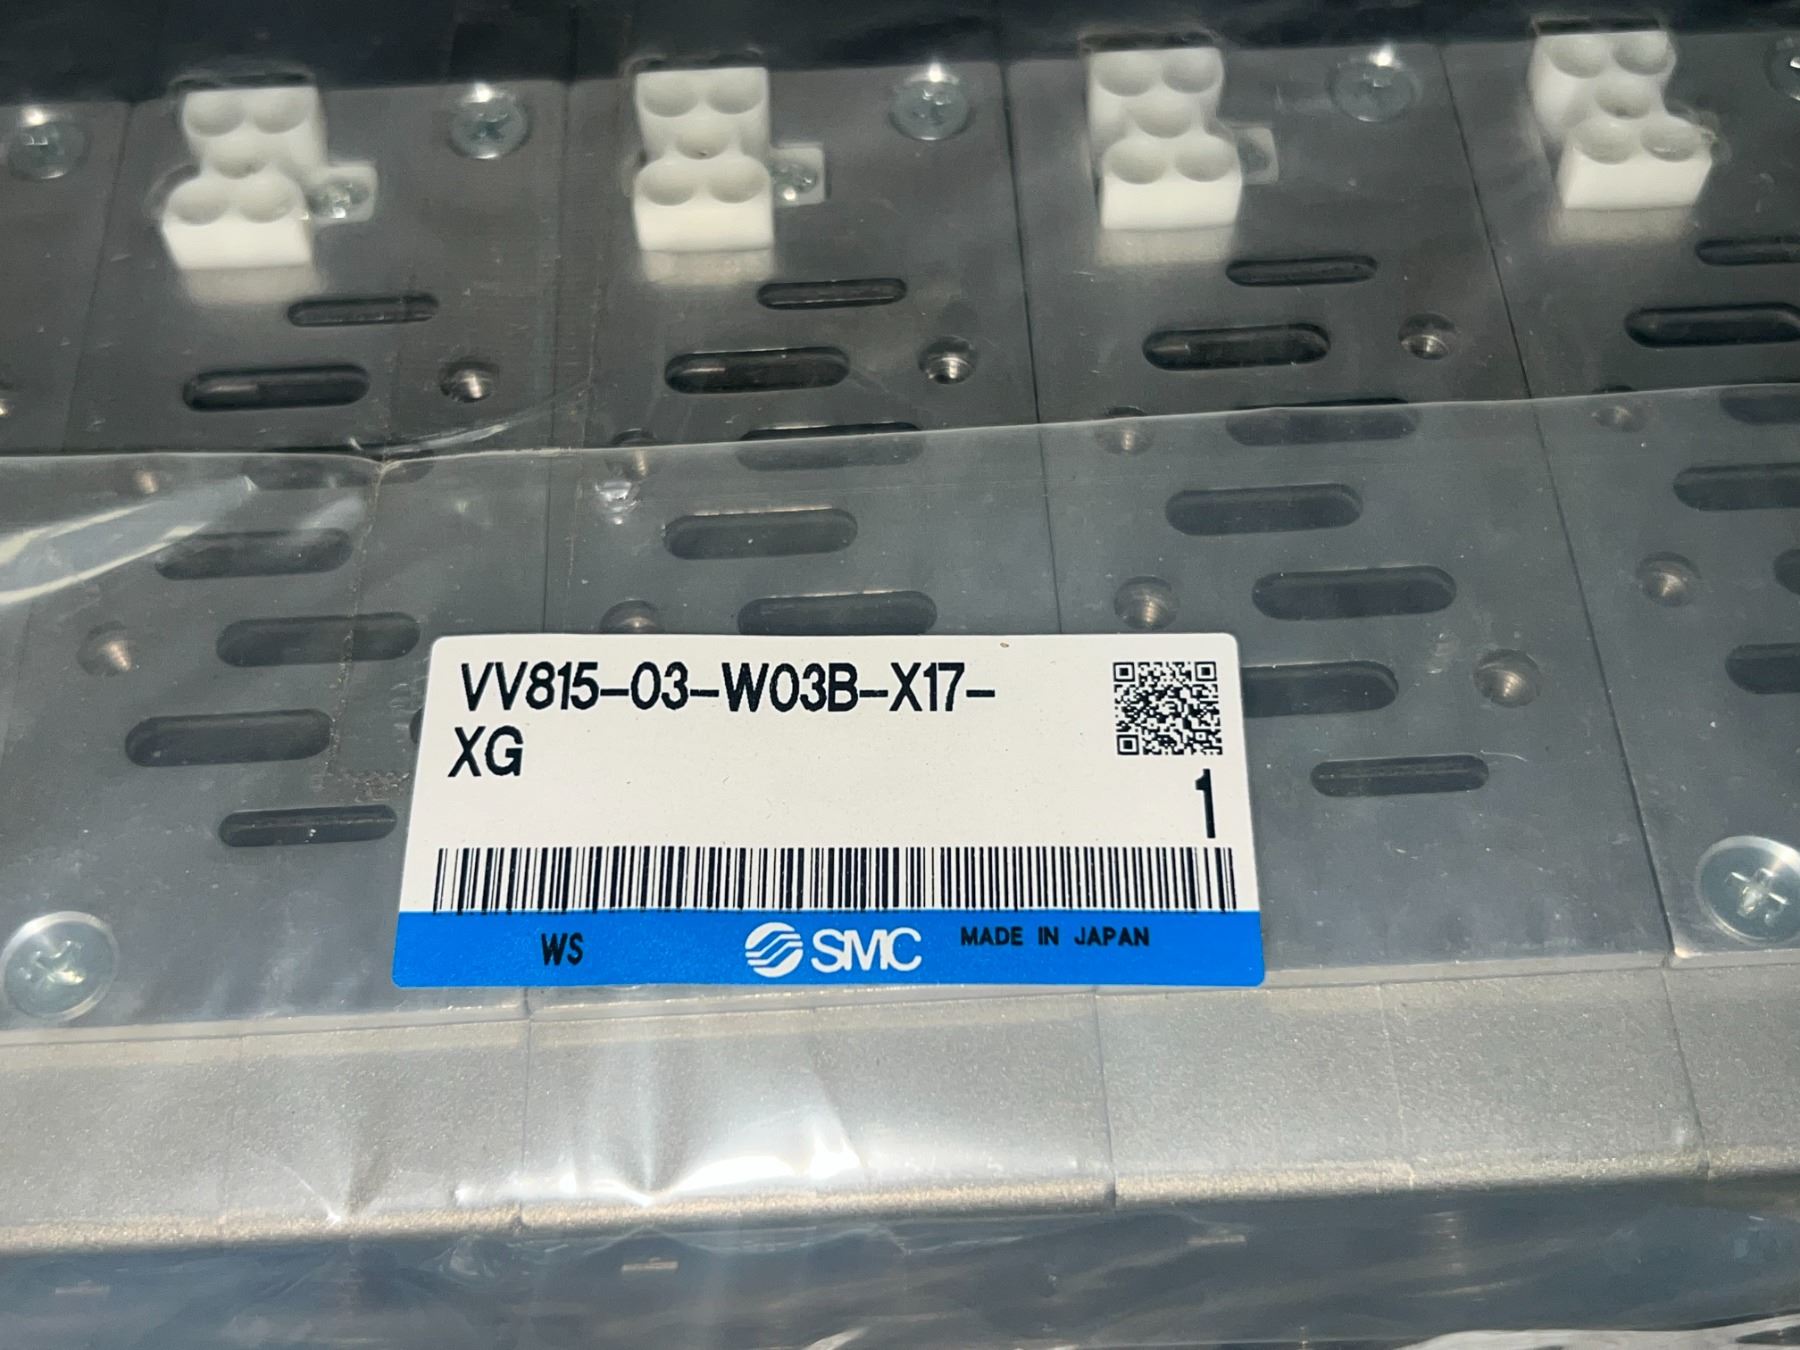 VV815-03-W03B-X17-
XG
1
WS SMC MADE IN JAPAN